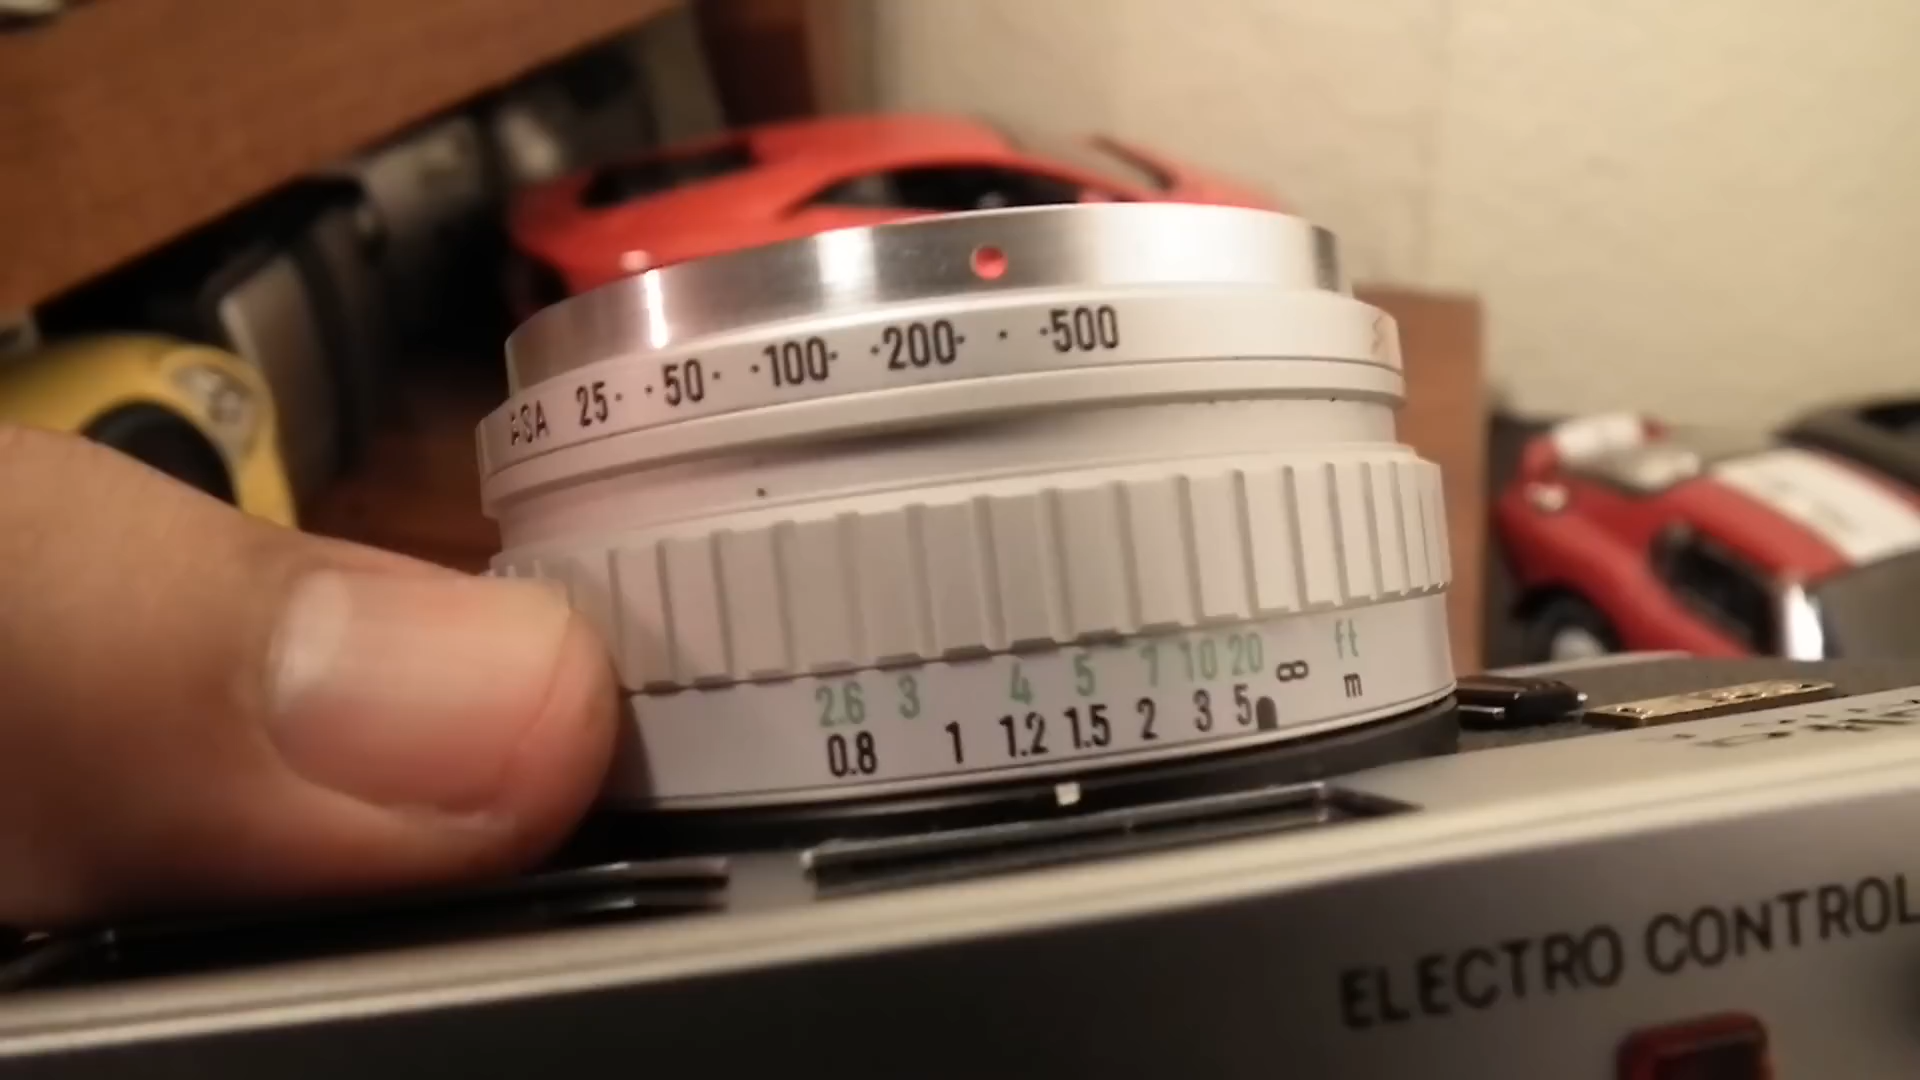 ASA 25· ·50· ·100· ·200· · ·500
2.6 3 4 5 7 10 20 ∞ ft
0.8 1 1.2 1.5 2 3 5 m
ELECTRO CONTROL